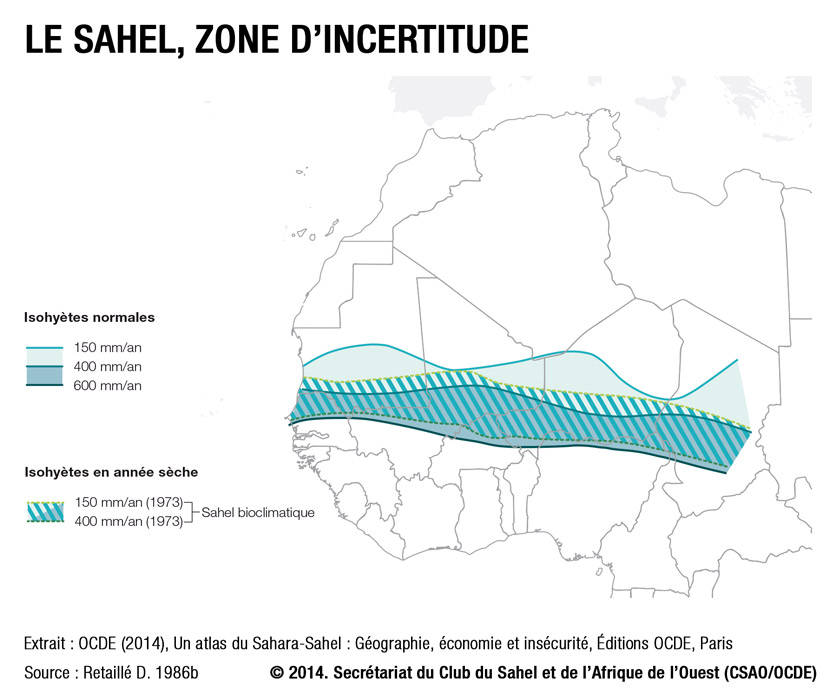 LE SAHEL, ZONE D'INCERTITUDE
Isohyètes normales
150 mm/an
400 mm/an
600 mm/an
Isohyètes en année sèche
150 mm/an (1973)
400 mm/an (1973)
Sahel bioclimatique
Extrait : OCDE (2014), Un atlas du Sahara-Sahel : Géographie, économie et insécurité, Éditions OCDE, Paris
Source : Retaillé D. 1986b © 2014. Secrétariat du Club du Sahel et de l'Afrique de l'Ouest (CSAO/OCDE)